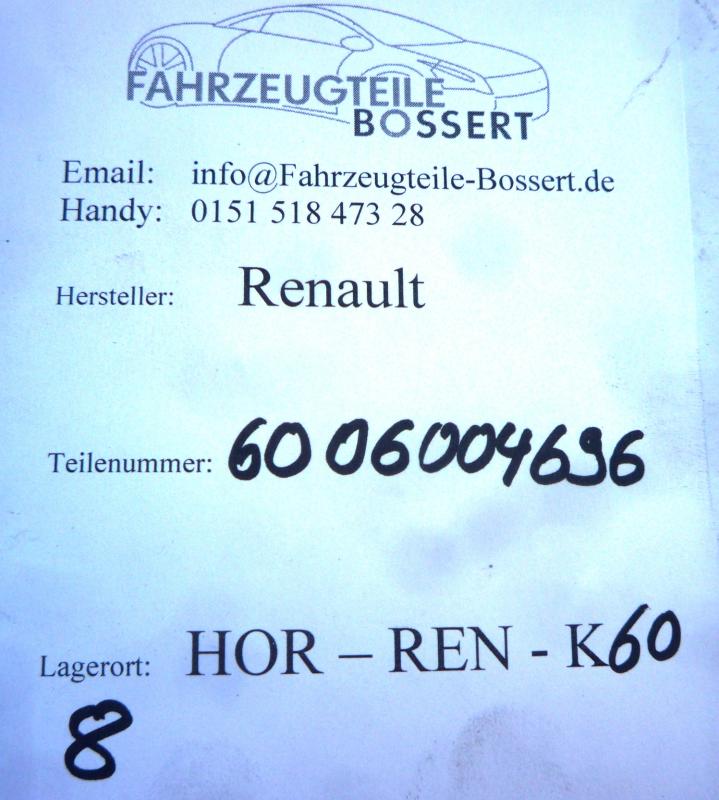 FAHRZEUGTEILE
BOSSERT
Email: info@Fahrzeugteile-Bossert.de
Handy: 0151 518 473 28
Hersteller: Renault
Teilenummer: 6006004696
Lagerort: HOR – REN - K60
8